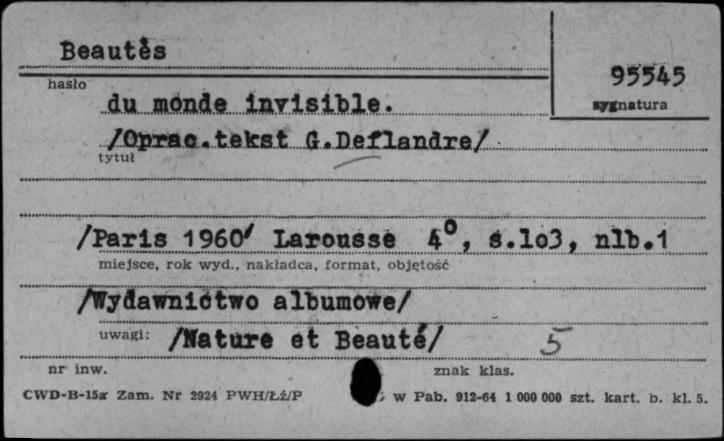 Beautès
95545
hasło
sygnatura
du monde invisible.
/Oprac.tekst G.Deflandre/
tytuł
/Paris 1960/ Larousse 4°, s.103, nlb.1
miejsce, rok wyd., nakładca, format, objętość
/Wydawnictwo albumowe/
uwagi: /Nature et Beauté/ 5
nr inw. znak klas.
CWD-B-15a Zam. Nr 2924 PWH/Łż/P w Pab. 912-64 1 000 000 szt. kart. b. kl. 5.